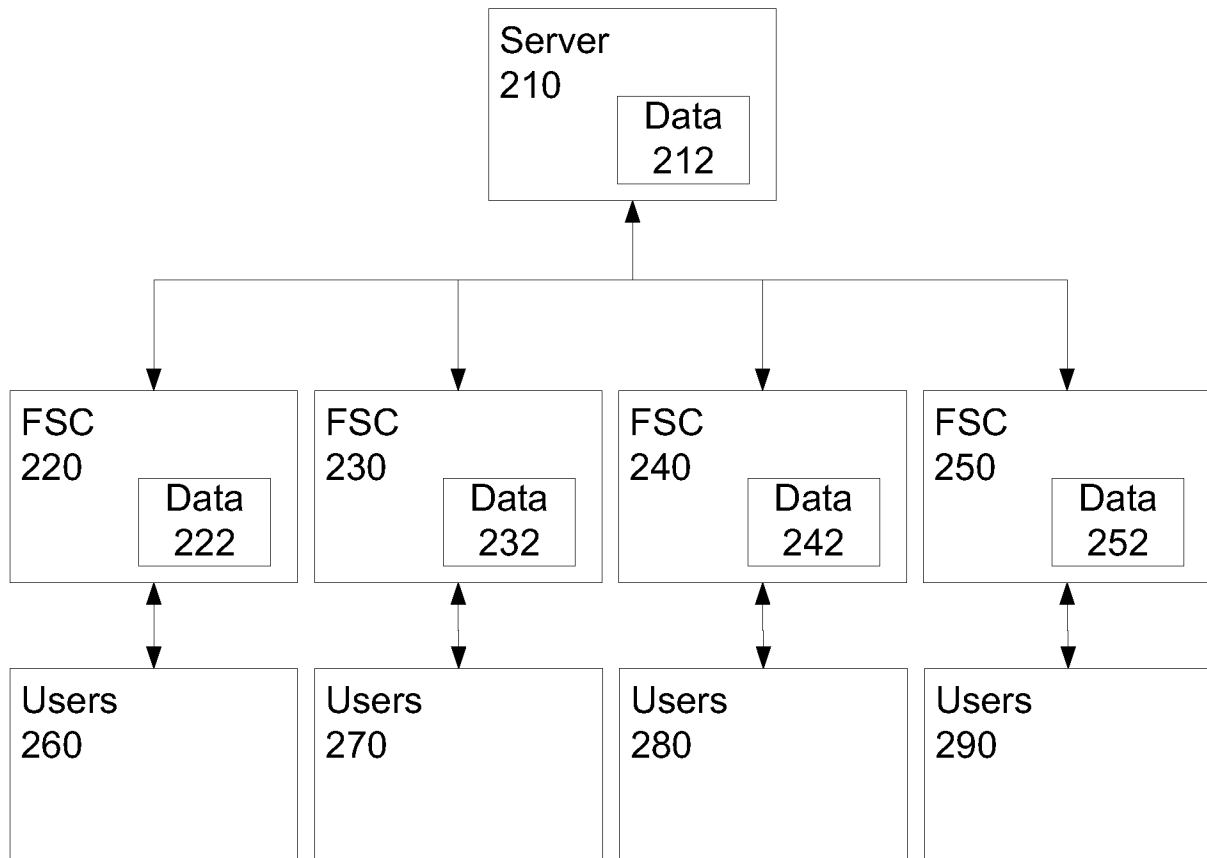 Server
210
Data
212
FSC
220
Data
222
FSC
230
Data
232
FSC
240
Data
242
FSC
250
Data
252
Users
260
Users
270
Users
280
Users
290